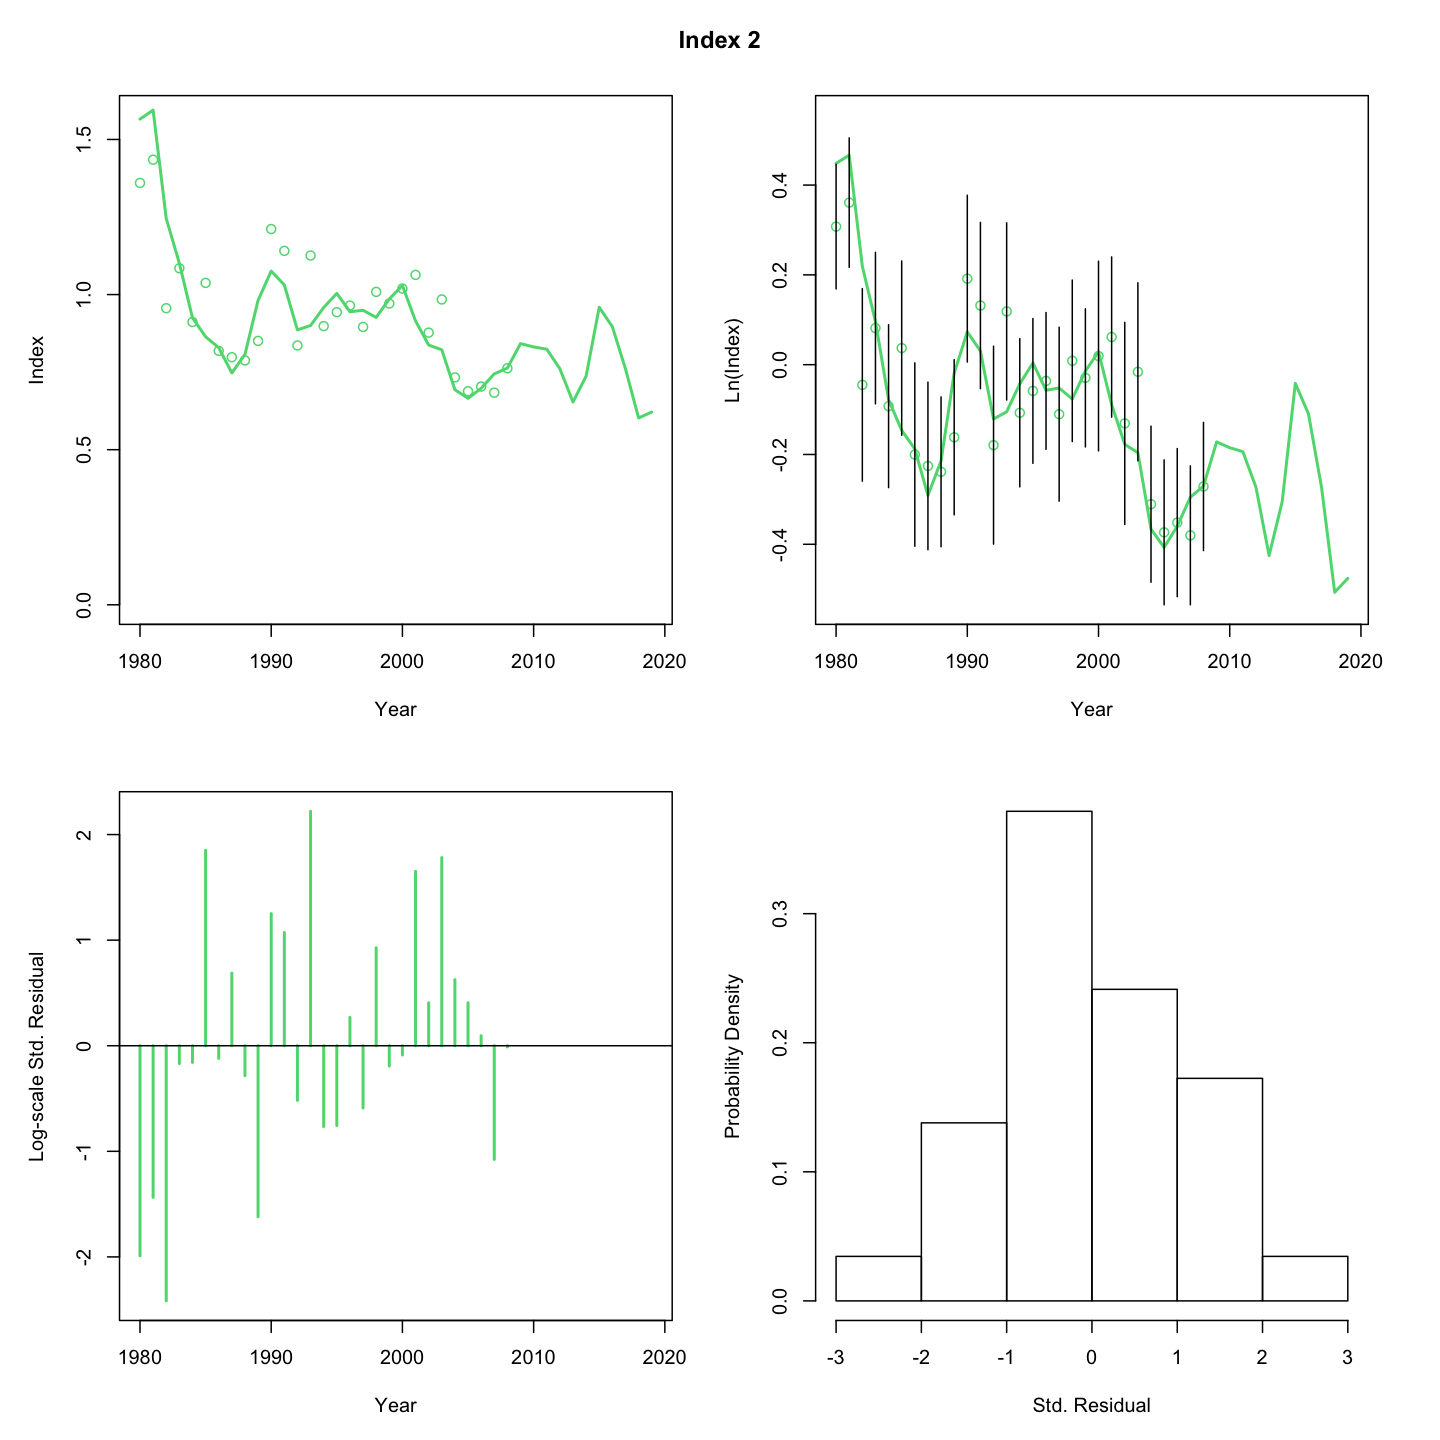 Index 2
Index
0.0 0.5 1.0 1.5
1980 1990 2000 2010 2020
Year
Ln(Index)
-0.4 -0.2 0.0 0.2 0.4
1980 1990 2000 2010 2020
Year
Log-scale Std. Residual
-2 -1 0 1 2
1980 1990 2000 2010 2020
Year
Probability Density
0.0 0.1 0.2 0.3
-3 -2 -1 0 1 2 3
Std. Residual